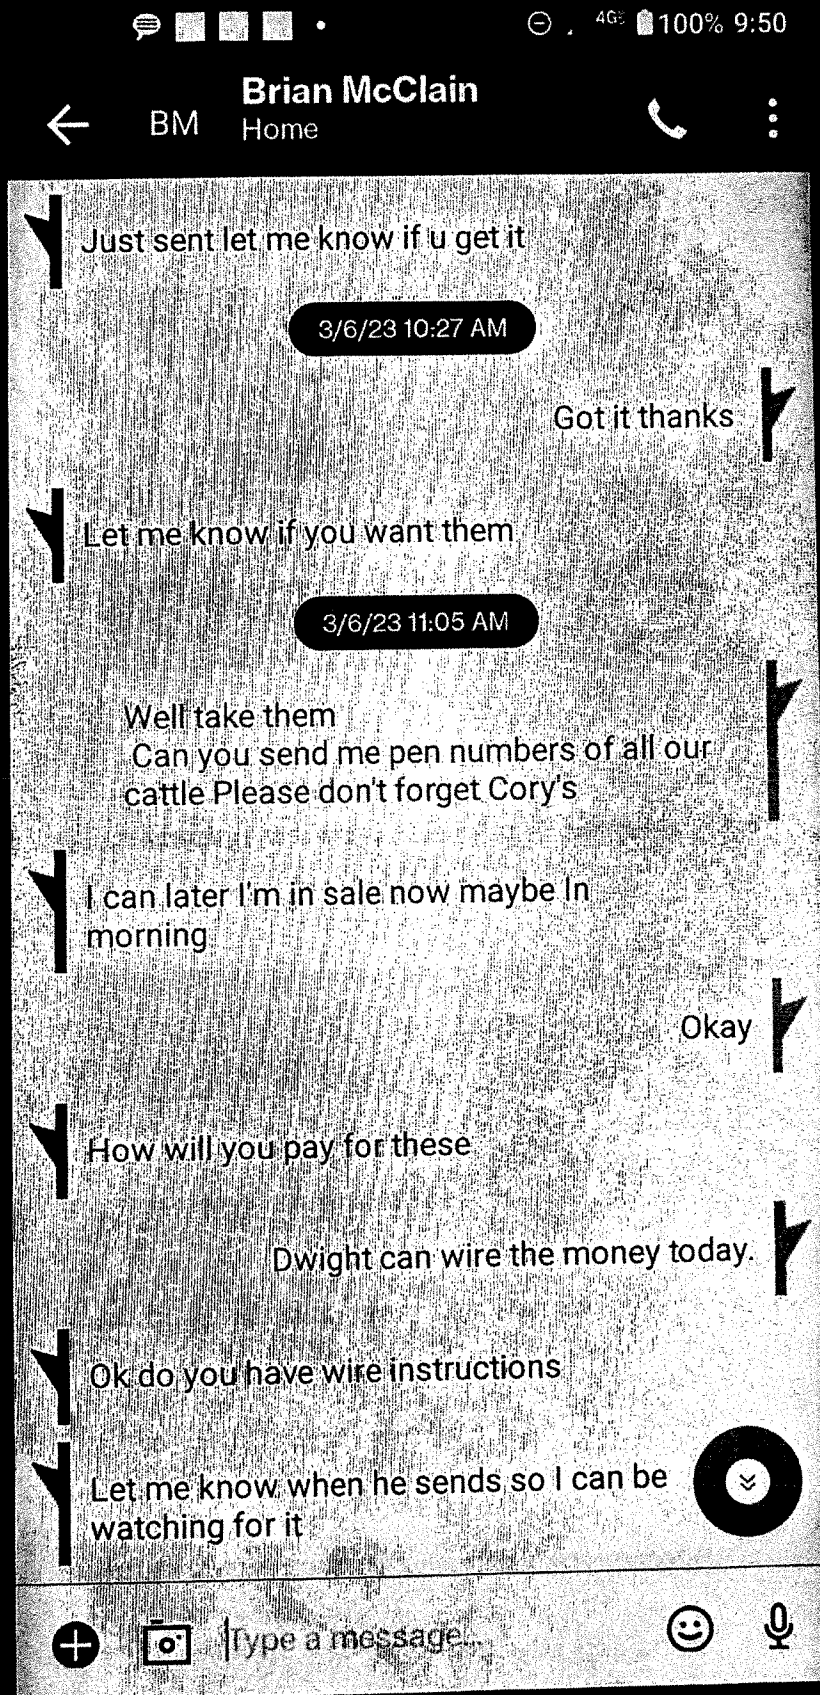 4GE 100% 9:50
BM
Brian McClain
Home
Just sent let me know if u get it
3/6/23 10:27 AM
Got it thanks
Let me know if you want them
3/6/23 11:05 AM
Well take them
Can you send me pen numbers of all our
cattle Please don't forget Cory's
I can later I'm in sale now maybe In
morning
Okay
How will you pay for these
Dwight can wire the money today.
Ok do you have wire instructions
Let me know when he sends so I can be
watching for it
Type a message...